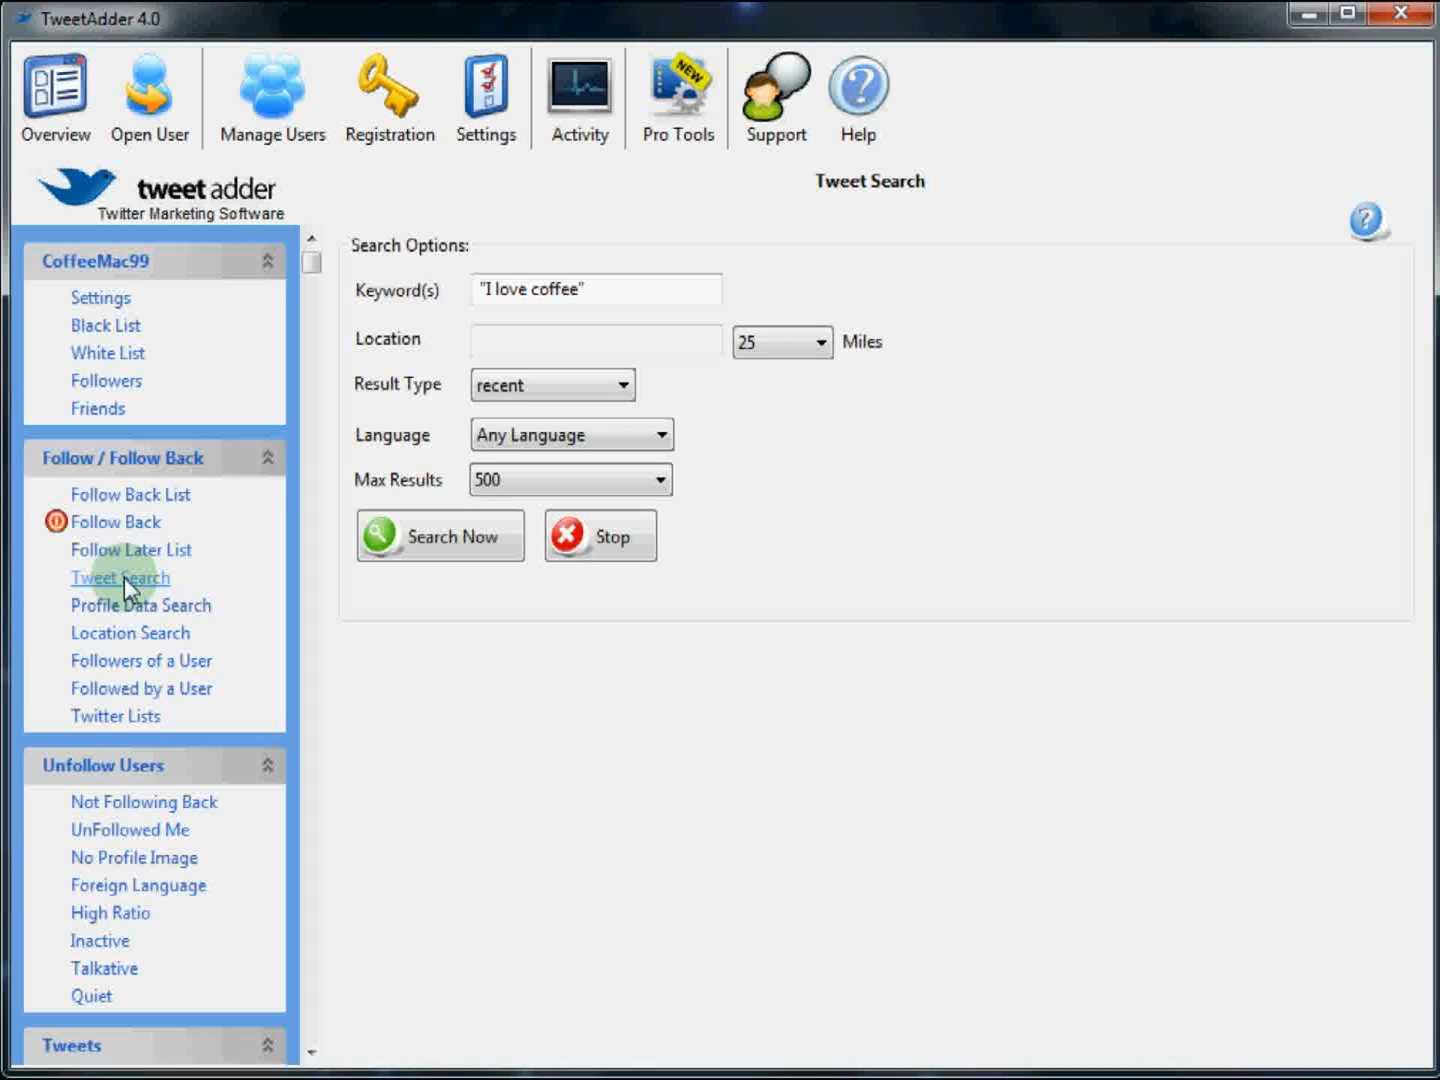 TweetAdder 4.0
Overview
Open User
Manage Users
Registration
Settings
Activity
NEW
Pro Tools
Support
Help
tweet adder
Twitter Marketing Software
Tweet Search
CoffeeMac99
Settings
Black List
White List
Followers
Friends
Follow / Follow Back
Follow Back List
Follow Back
Follow Later List
Tweet Search
Profile Data Search
Location Search
Followers of a User
Followed by a User
Twitter Lists
Unfollow Users
Not Following Back
UnFollowed Me
No Profile Image
Foreign Language
High Ratio
Inactive
Talkative
Quiet
Tweets
Search Options:
Keyword(s) "I love coffee"
Location 25 Miles
Result Type recent
Language Any Language
Max Results 500
Search Now Stop